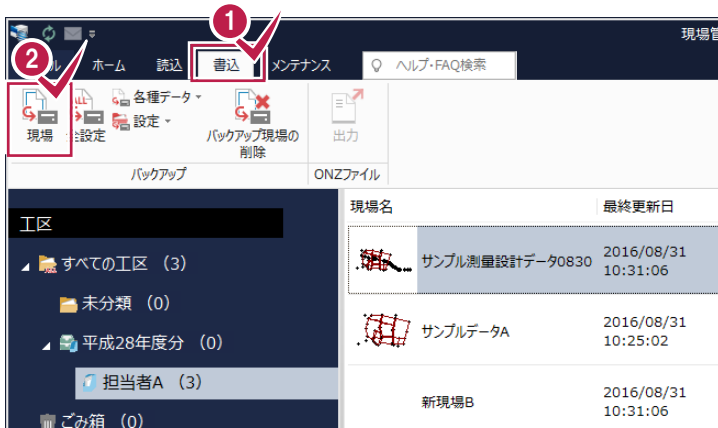 現場管
1
2
ル ホーム 読込 書込 メンテナンス ヘルプ・FAQ検索
ALL 各種データ
現場 全設定 設定 バックアップ現場の 出力
削除
バックアップ ONZファイル
工区
現場名 最終更新日
すべての工区 (3)
サンプル測量設計データ0830 2016/08/31
10:31:06
未分類 (0)
平成28年度分 (0)
サンプルデータA 2016/08/31
10:25:02
担当者A (3)
新現場B 2016/08/31
10:31:06
ごみ箱 (0)